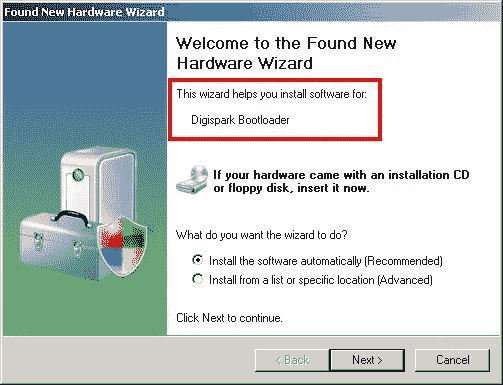 Found New Hardware Wizard
Welcome to the Found New
Hardware Wizard
This wizard helps you install software for:
Digispark Bootloader
If your hardware came with an installation CD
or floppy disk, insert it now.
What do you want the wizard to do?
Install the software automatically (Recommended)
Install from a list or specific location (Advanced)
Click Next to continue.
< Back
Next >
Cancel